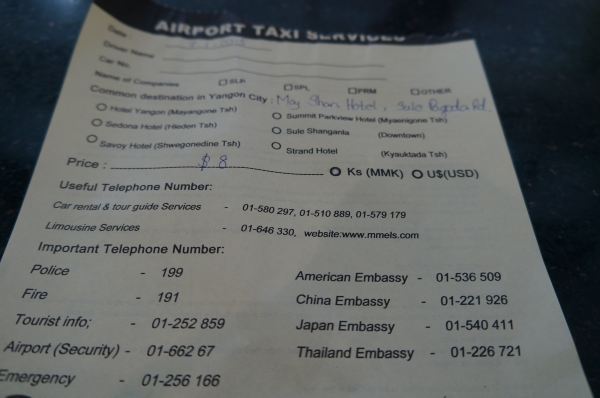 AIRPORT TAXI SERVICES
Date :
Driver Name
Car No.
Name of Companies □ SLR □ SPL □ PRM □ OTHER
Common destination in Yangon City : May Shan Hotel, Sule Pagoda Rd.
○ Hotel Yangon (Mayangone Tsh) ○ Summit Parkview Hotel (Myaenigone Tsh)
○ Sedona Hotel (Hleden Tsh) ○ Sule Shangarila (Downtown)
○ Savoy Hotel (Shwegonedine Tsh) ○ Strand Hotel (Kyauktada Tsh)
Price : $ 8 ○ Ks (MMK) ○ U$(USD)
Useful Telephone Number:
Car rental & tour guide Services - 01-580 297, 01-510 889, 01-579 179
Limousine Services - 01-646 330, website:www.mmels.com
Important Telephone Number:
Police - 199 American Embassy - 01-536 509
Fire - 191 China Embassy - 01-221 926
Tourist info; - 01-252 859 Japan Embassy - 01-540 411
Airport (Security) - 01-662 67 Thailand Embassy - 01-226 721
Emergency - 01-256 166